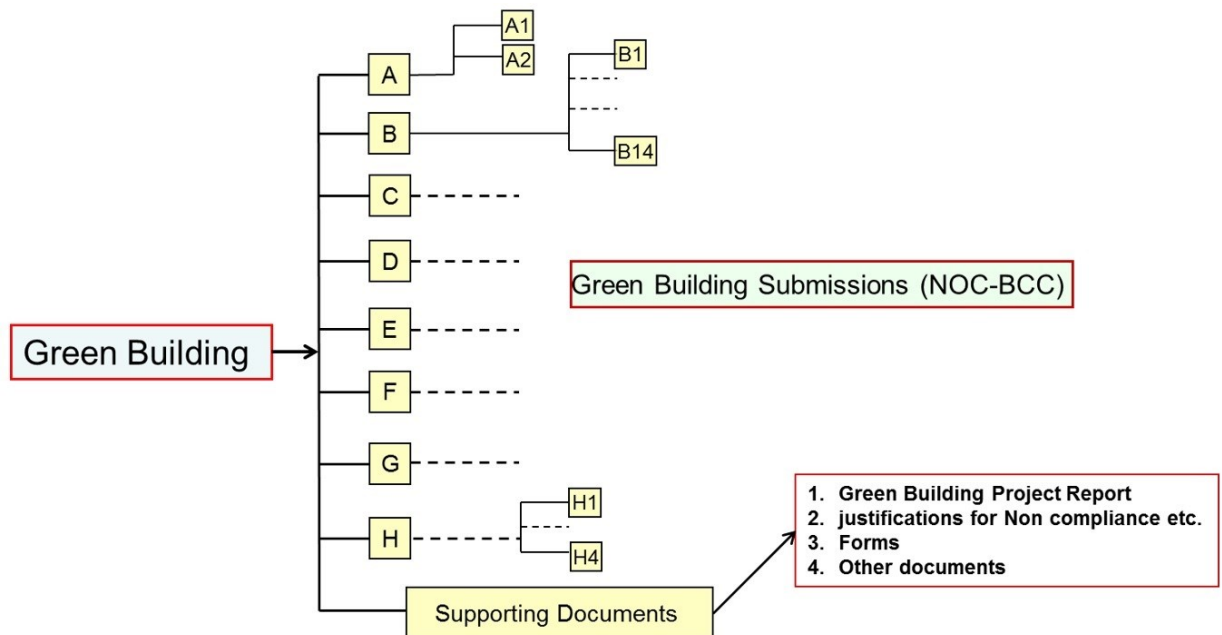 A1
A2
A
B1
B
B14
C
D
Green Building Submissions (NOC-BCC)
E
Green Building
F
G
H1
H
H4
1. Green Building Project Report
2. justifications for Non compliance etc.
3. Forms
4. Other documents
Supporting Documents